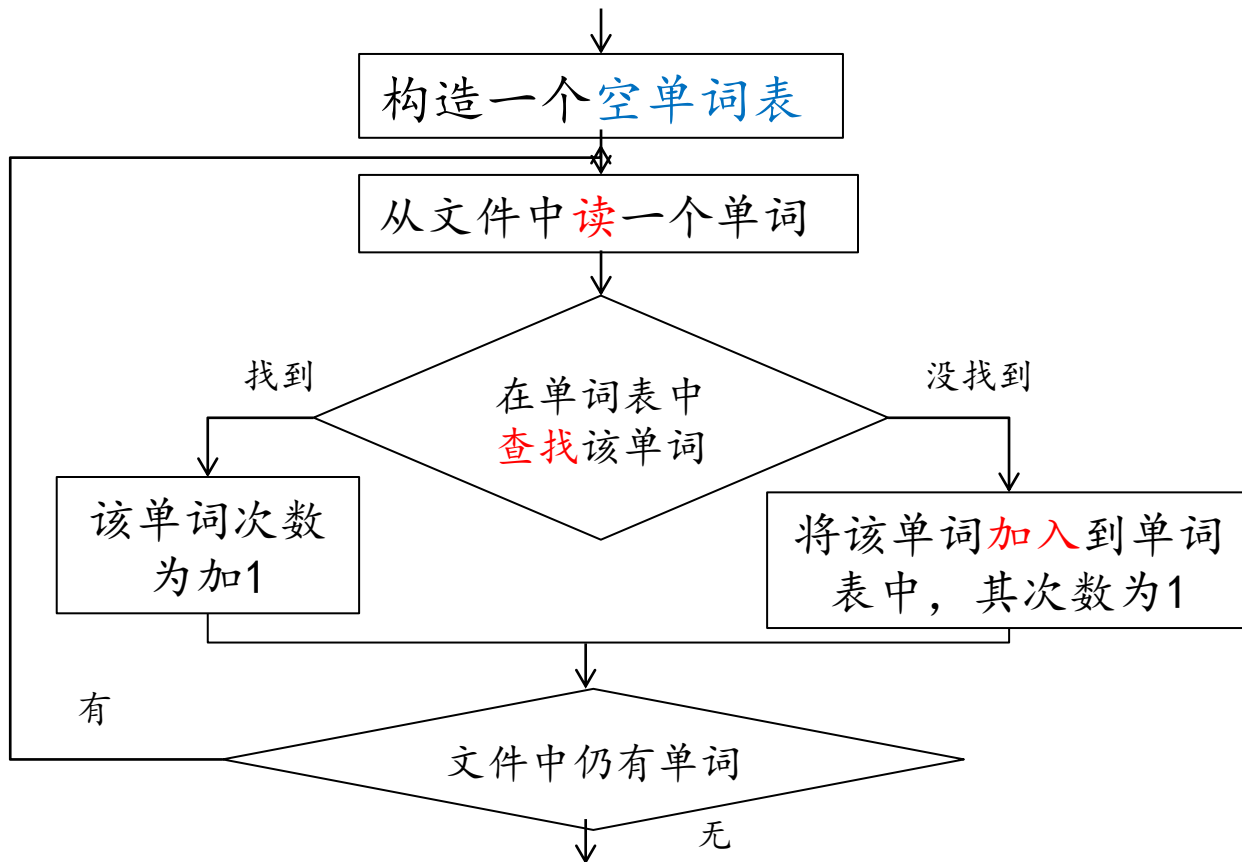 构造一个空单词表
从文件中读一个单词
找到
没找到
在单词表中
查找该单词
该单词次数
为加1
将该单词加入到单词
表中，其次数为1
有
文件中仍有单词
无